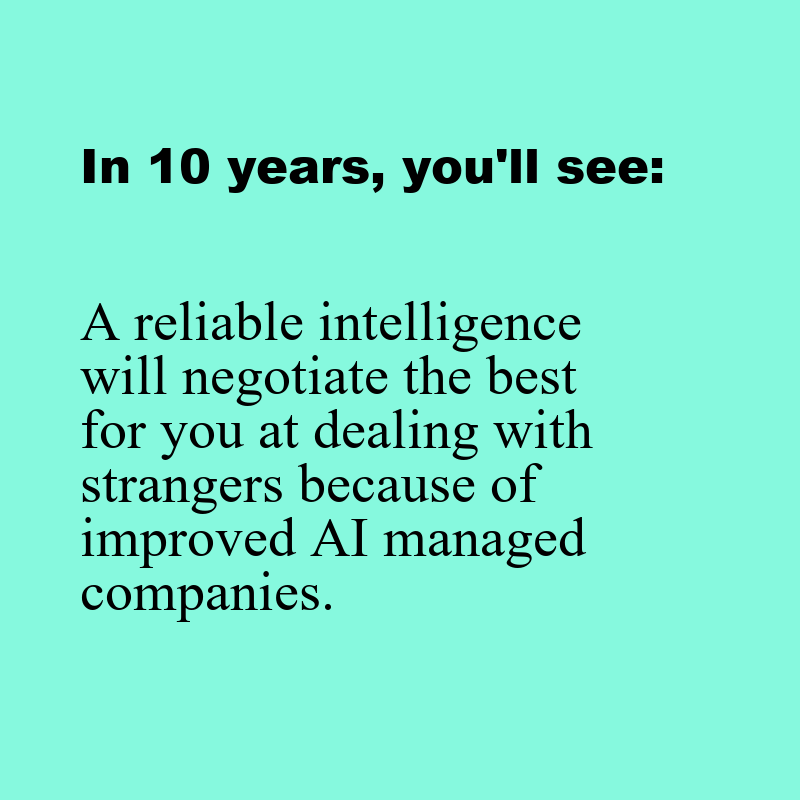 In 10 years, you'll see:
A reliable intelligence
will negotiate the best
for you at dealing with
strangers because of
improved AI managed
companies.